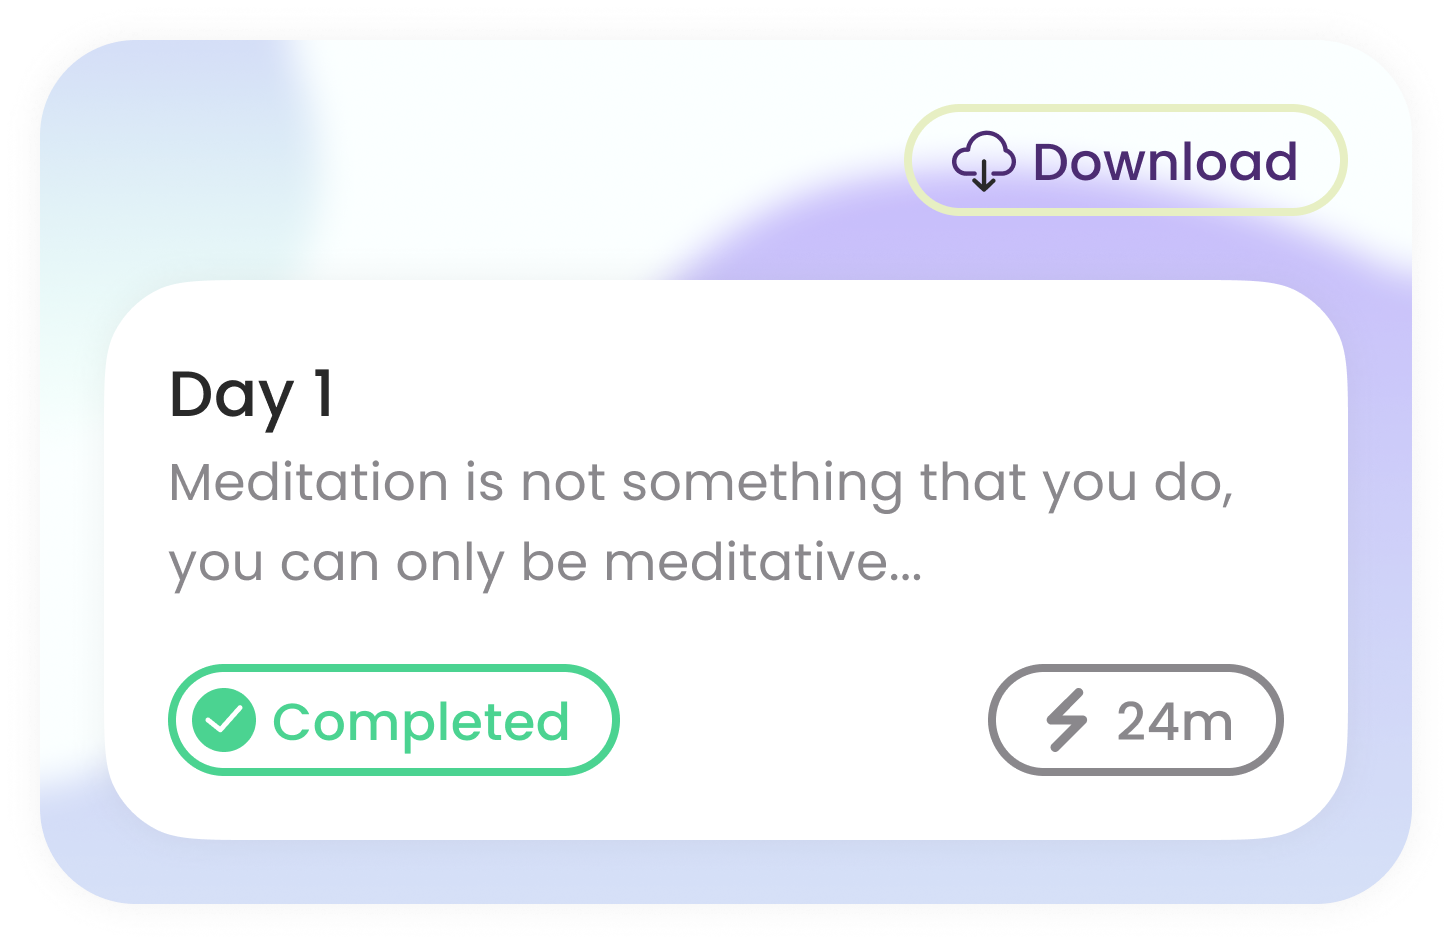 Download
Day 1
Meditation is not something that you do,
you can only be meditative...
Completed
24m